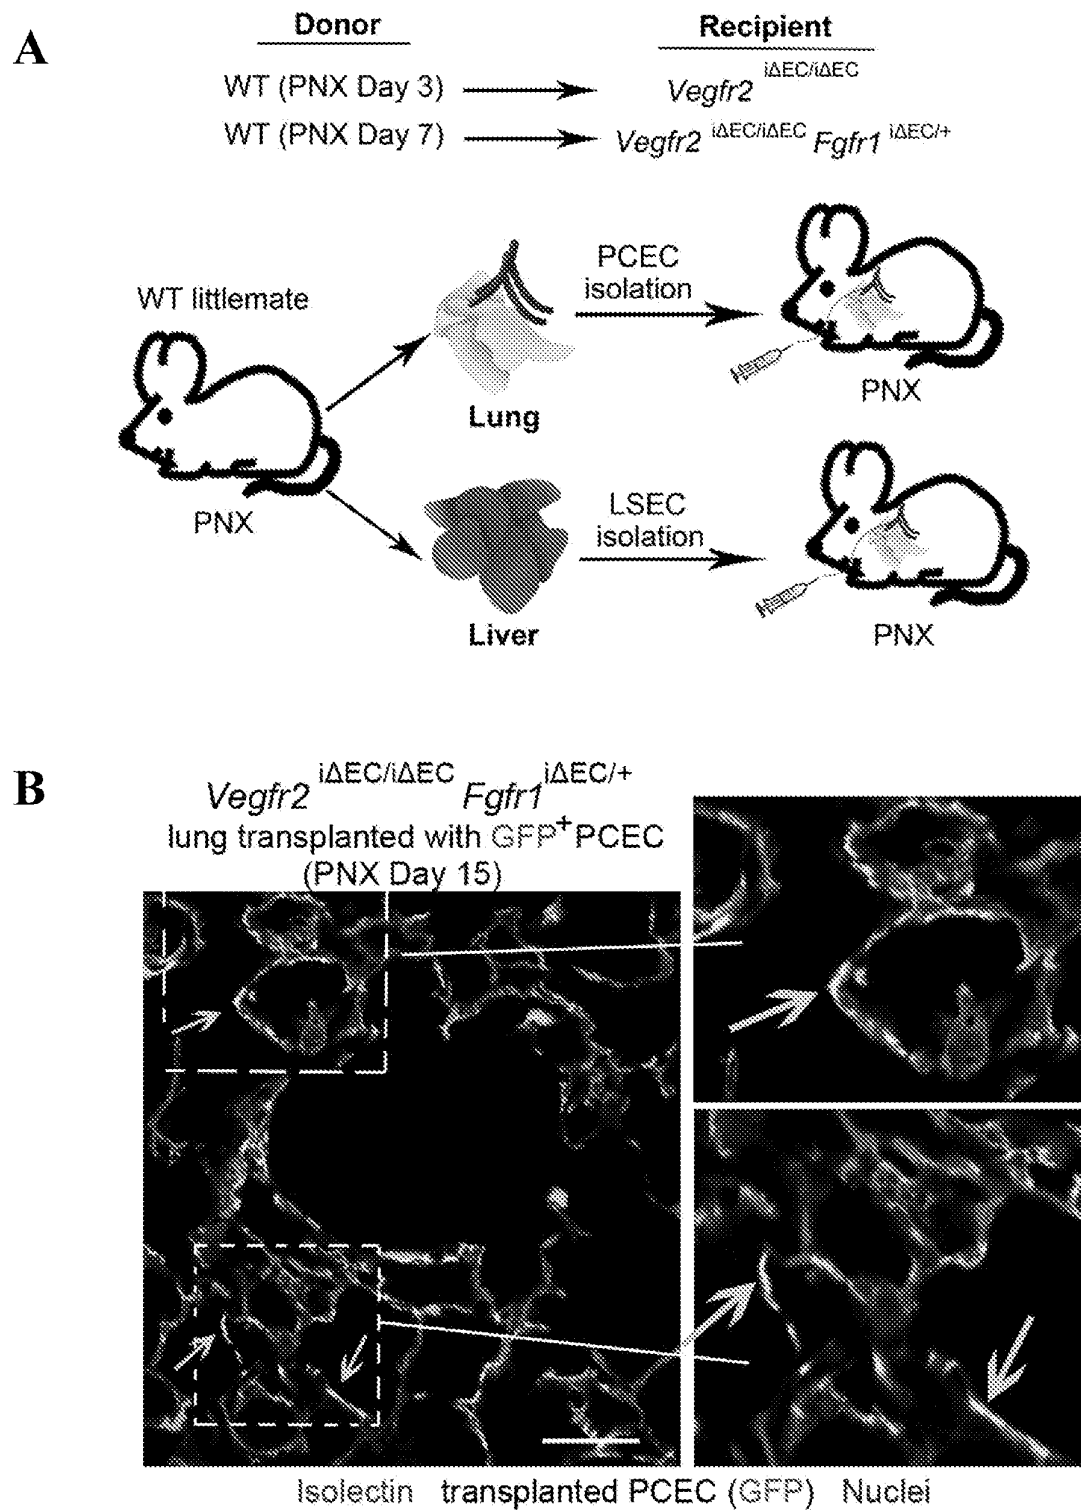 A
Donor Recipient
WT (PNX Day 3) Vegfr2 iΔEC/iΔEC
WT (PNX Day 7) Vegfr2 iΔEC/iΔEC Fgfr1 iΔEC/+
WT littlemate
PNX
Lung
PCEC
isolation
PNX
Liver
LSEC
isolation
PNX
B
Vegfr2 iΔEC/iΔEC Fgfr1 iΔEC/+
lung transplanted with GFP+ PCEC
(PNX Day 15)
Isolectin transplanted PCEC (GFP) Nuclei